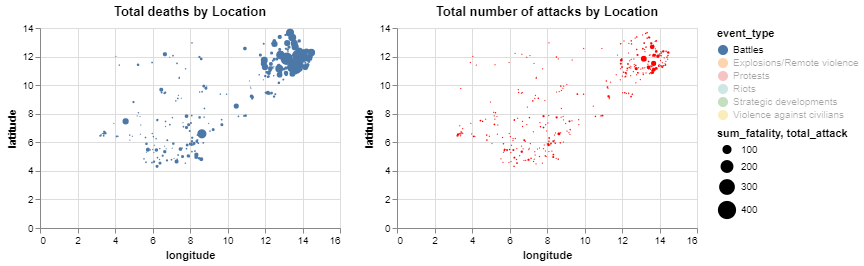 Total deaths by Location
14
12
10
8
6
4
2
0
latitude
0 2 4 6 8 10 12 14 16
longitude
Total number of attacks by Location
14
12
10
8
6
4
2
0
latitude
0 2 4 6 8 10 12 14 16
longitude
event_type
Battles
Explosions/Remote violence
Protests
Riots
Strategic developments
Violence against civilians
sum_fatality, total_attack
100
200
300
400